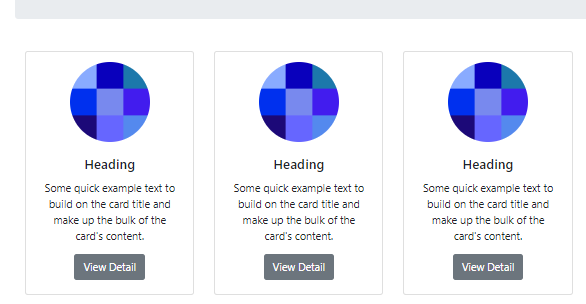 Heading
Some quick example text to
build on the card title and
make up the bulk of the
card's content.
View Detail
Heading
Some quick example text to
build on the card title and
make up the bulk of the
card's content.
View Detail
Heading
Some quick example text to
build on the card title and
make up the bulk of the
card's content.
View Detail